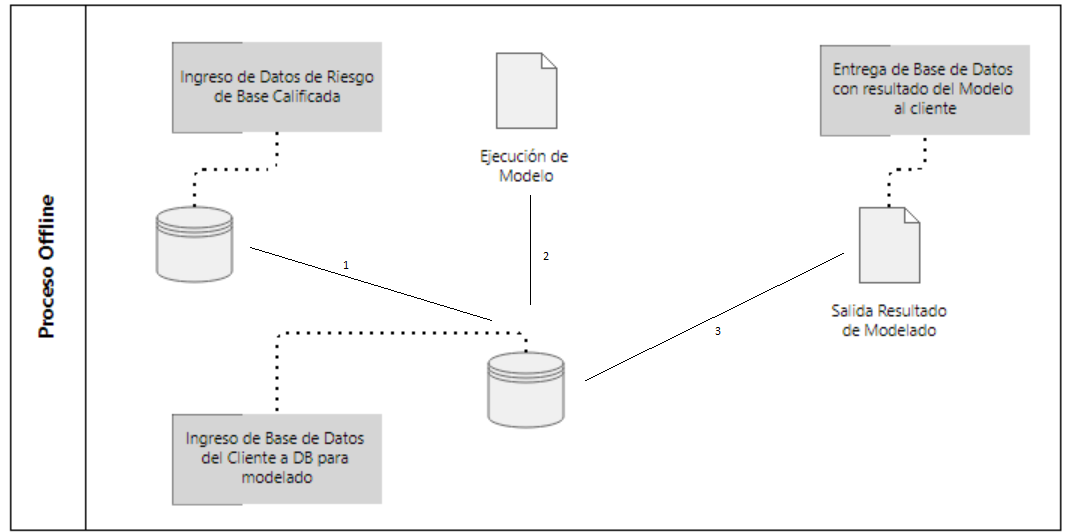 Proceso Offline
Ingreso de Datos de Riesgo
de Base Calificada
Ejecución de
Modelo
Entrega de Base de Datos
con resultado del Modelo
al cliente
1
2
3
Salida Resultado
de Modelado
Ingreso de Base de Datos
del Cliente a DB para
modelado